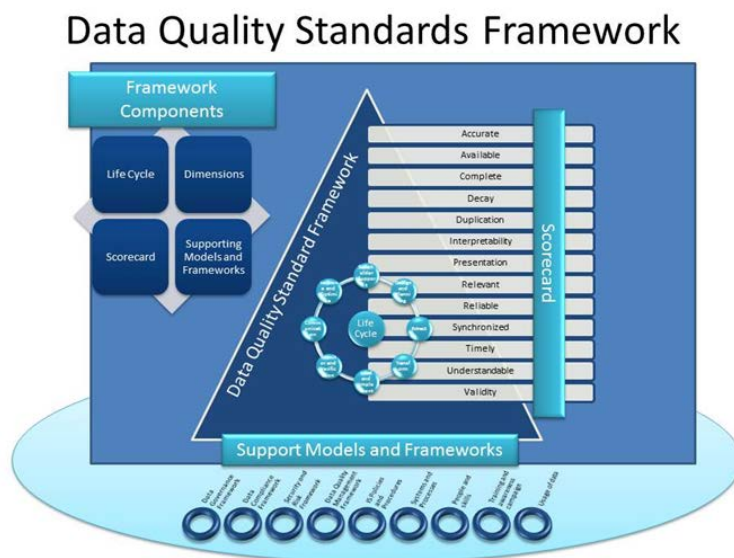 Data Quality Standards Framework
Framework
Components
Life Cycle
Dimensions
Scorecard
Supporting
Models and
Frameworks
Data Quality Standard Framework
Accurate
Available
Complete
Decay
Duplication
Interpretability
Presentation
Relevant
Reliable
Synchronized
Timely
Understandable
Validity
Scorecard
Life
Cycle
Support Models and Frameworks
Data
Governance
Framework
Data
Compliance
Framework
Security and
Risk
Framework
Data Quality
Management
Framework
IS Policies
and
Procedures
Systems and
Processes
People and
skills
Training and
awareness
campaign
Usage of data